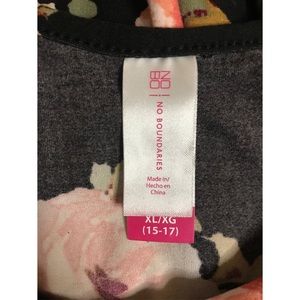 NO
BO
NO BOUNDARIES
Made in/
Hecho en
China
XL/XG
(15-17)